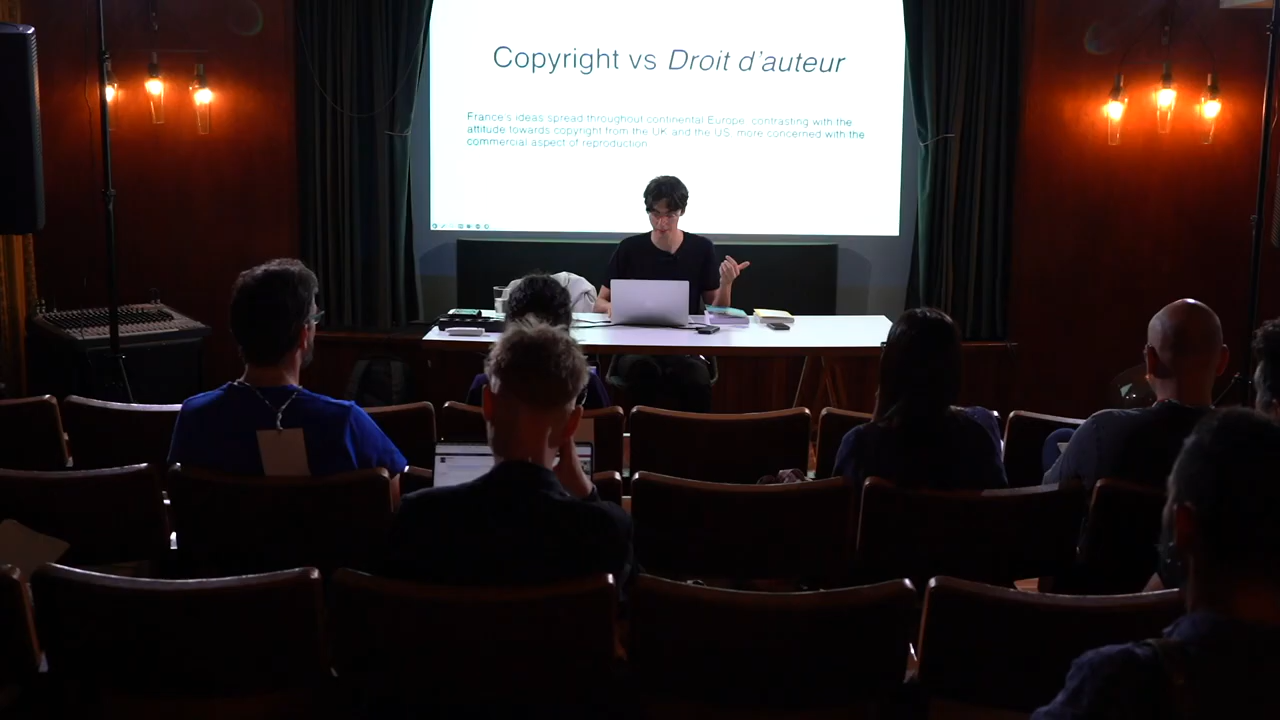 Copyright vs Droit d'auteur
France's ideas spread throughout continental Europe, contrasting with the
attitude towards copyright from the UK and the US, more concerned with the
commercial aspect of reproduction.